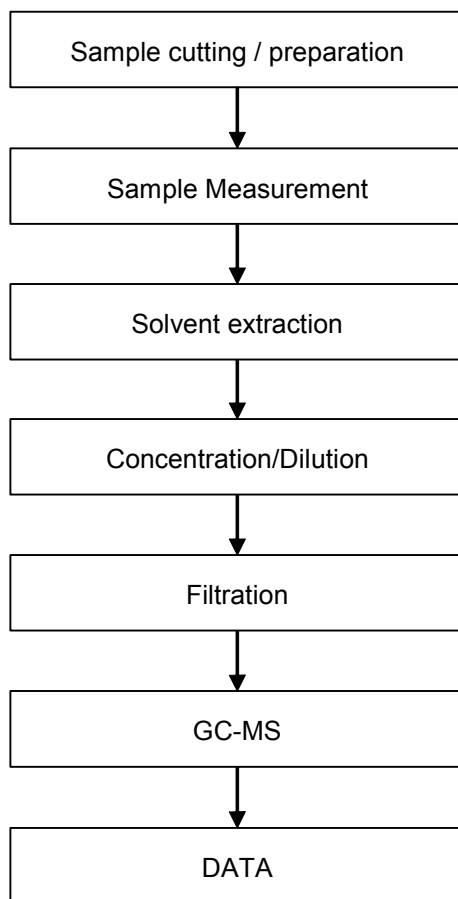 Sample cutting / preparation
Sample Measurement
Solvent extraction
Concentration/Dilution
Filtration
GC-MS
DATA